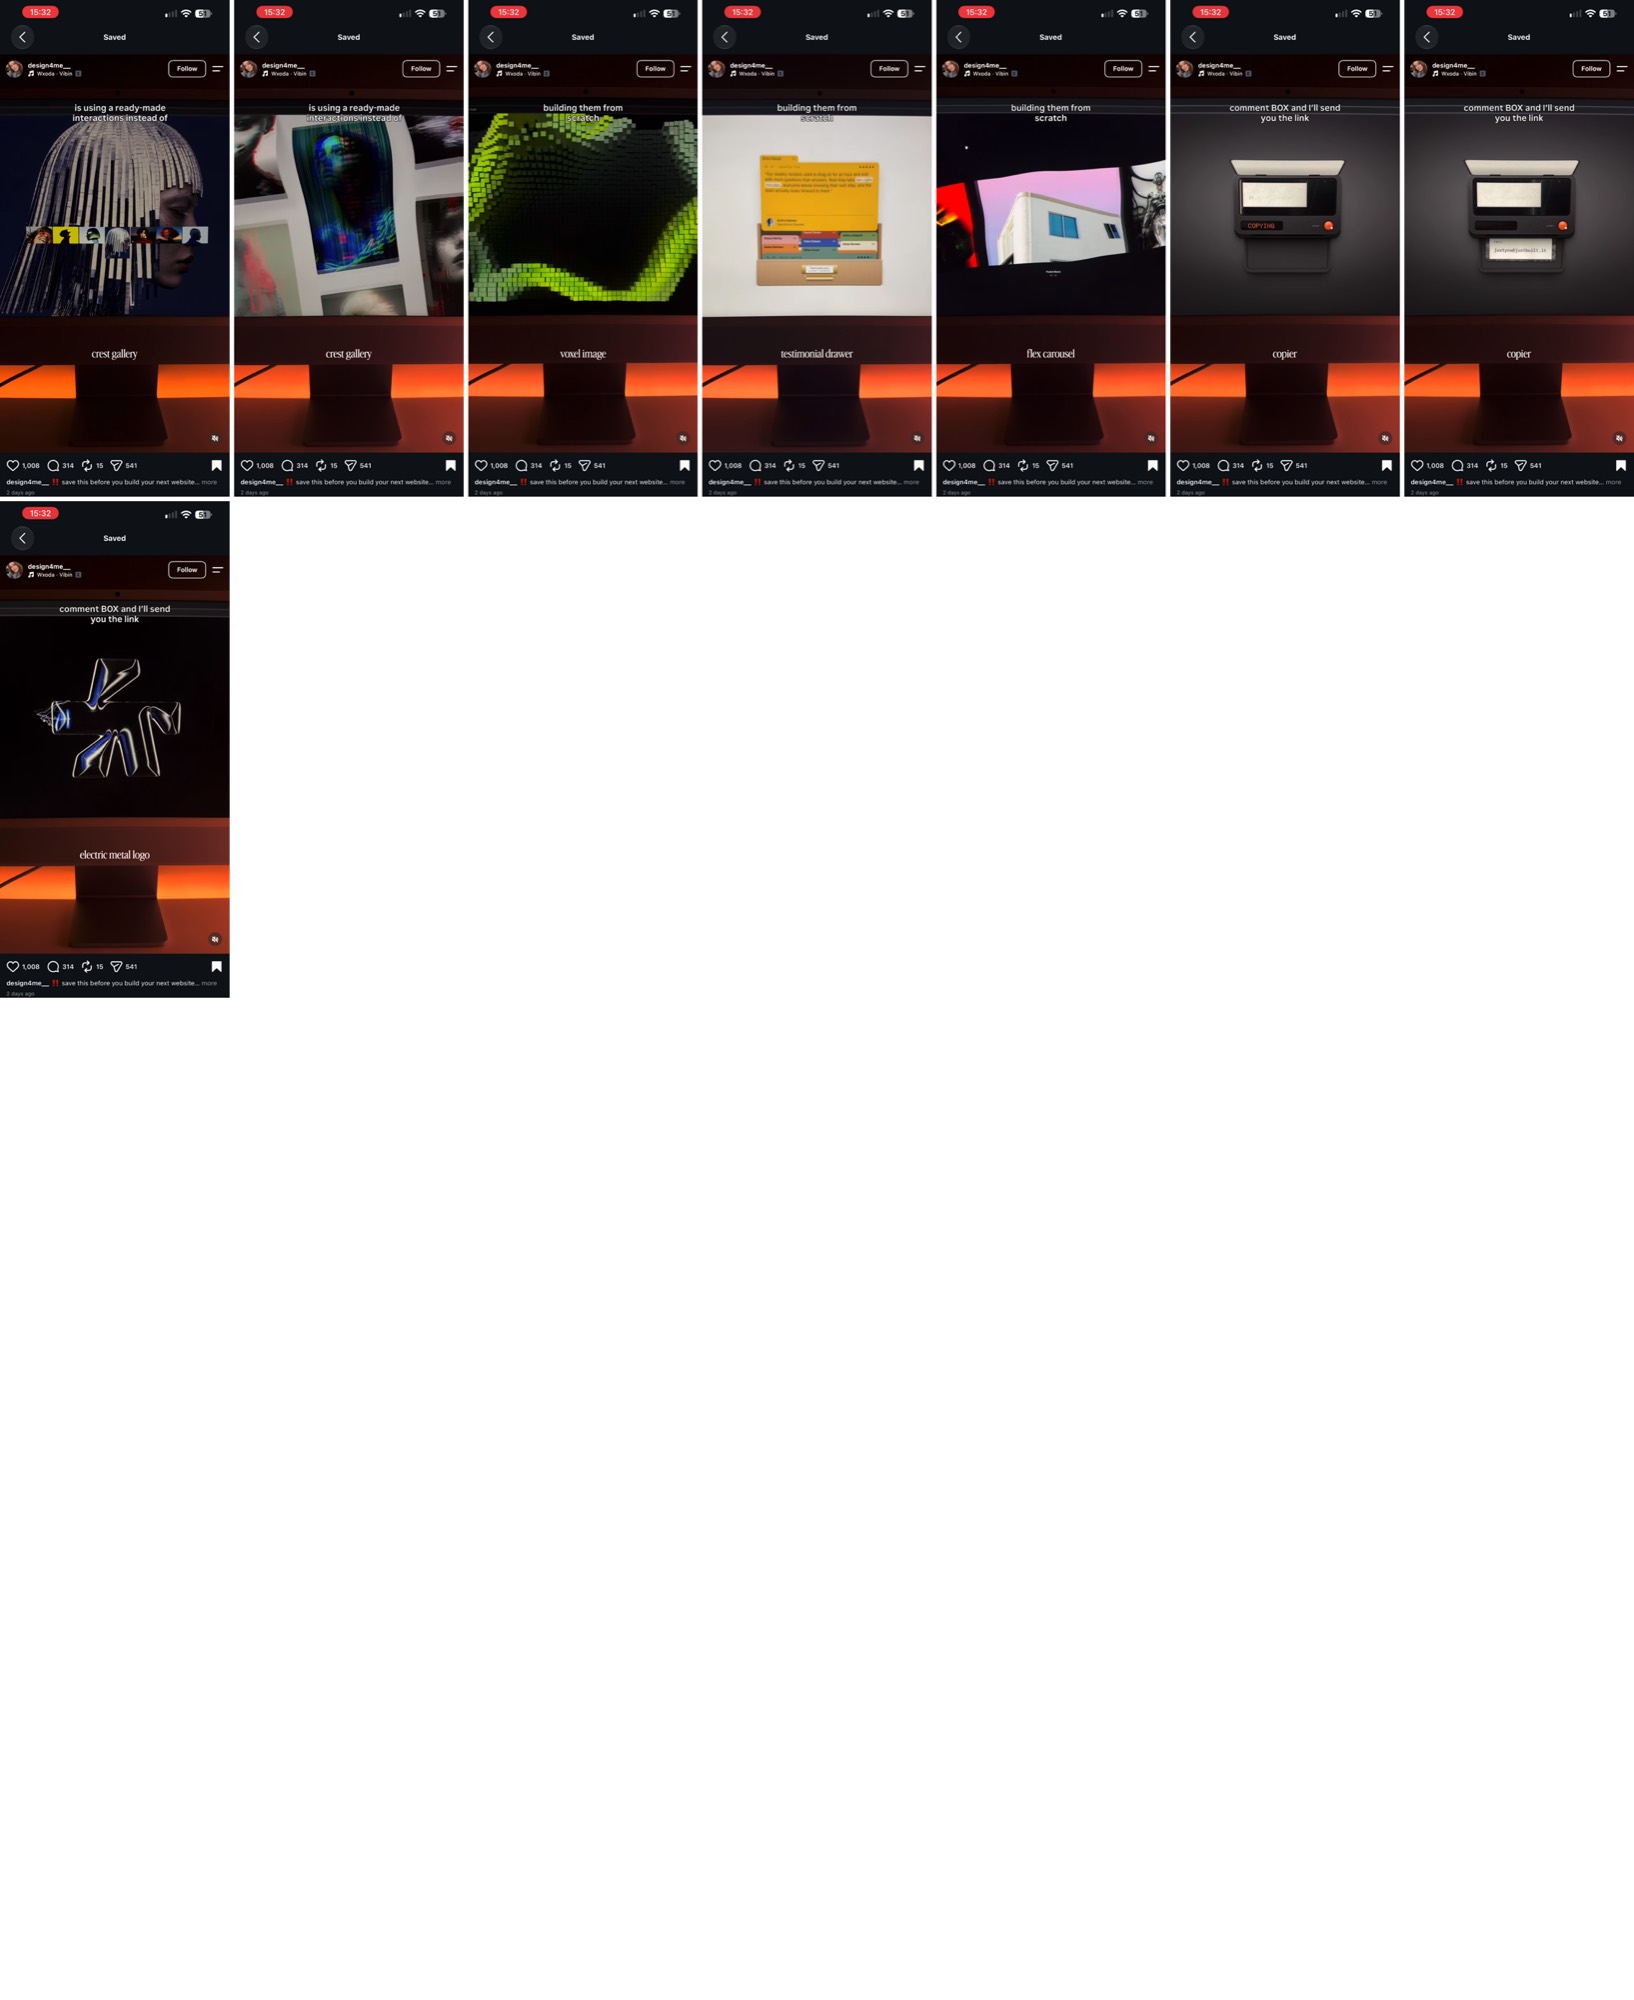 15:32
51
Saved
design4me__
Wxoda · Vibin E
Follow
is using a ready-made
interactions instead of
crest gallery
1,008 314 15 541
design4me__ ‼️ save this before you build your next website... more
2 days ago
15:32
51
Saved
design4me__
Wxoda · Vibin E
Follow
is using a ready-made
interactions instead of
crest gallery
1,008 314 15 541
design4me__ ‼️ save this before you build your next website... more
2 days ago
15:32
51
Saved
design4me__
Wxoda · Vibin E
Follow
building them from
scratch
voxel image
1,008 314 15 541
design4me__ ‼️ save this before you build your next website... more
2 days ago
15:32
51
Saved
design4me__
Wxoda · Vibin E
Follow
building them from
scratch
testimonial drawer
1,008 314 15 541
design4me__ ‼️ save this before you build your next website... more
2 days ago
15:32
51
Saved
design4me__
Wxoda · Vibin E
Follow
building them from
scratch
flex carousel
1,008 314 15 541
design4me__ ‼️ save this before you build your next website... more
2 days ago
15:32
51
Saved
design4me__
Wxoda · Vibin E
Follow
comment BOX and I'll send
you the link
COPYING
copier
1,008 314 15 541
design4me__ ‼️ save this before you build your next website... more
2 days ago
15:32
51
Saved
design4me__
Wxoda · Vibin E
Follow
comment BOX and I'll send
you the link
copier
1,008 314 15 541
design4me__ ‼️ save this before you build your next website... more
2 days ago
15:32
51
Saved
design4me__
Wxoda · Vibin E
Follow
comment BOX and I'll send
you the link
electric metal logo
1,008 314 15 541
design4me__ ‼️ save this before you build your next website... more
2 days ago